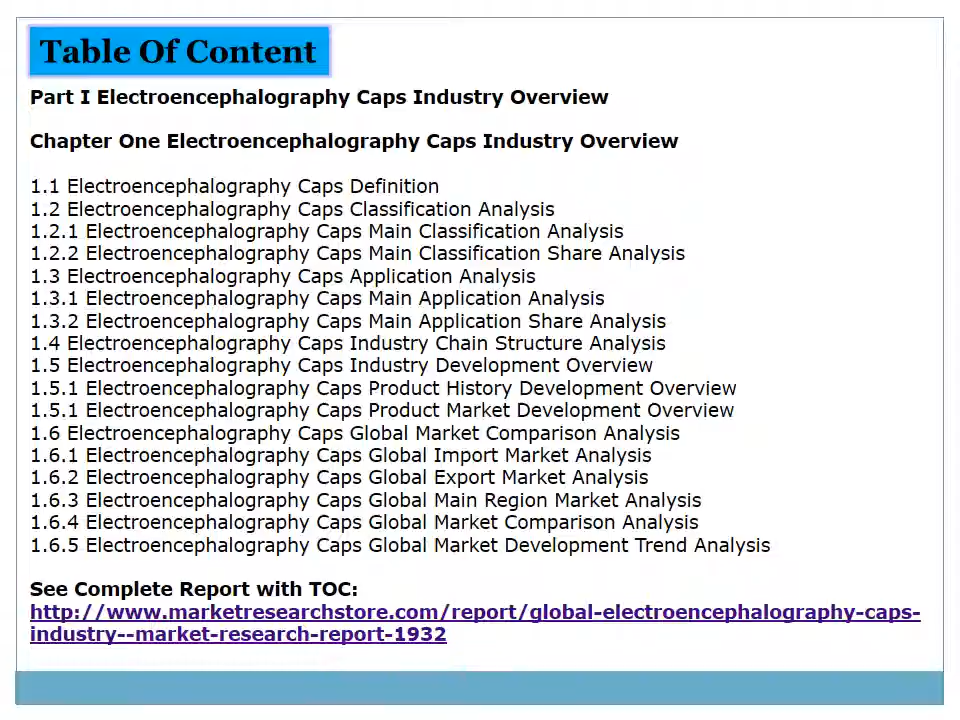 Table Of Content
Part I Electroencephalography Caps Industry Overview
Chapter One Electroencephalography Caps Industry Overview
1.1 Electroencephalography Caps Definition
1.2 Electroencephalography Caps Classification Analysis
1.2.1 Electroencephalography Caps Main Classification Analysis
1.2.2 Electroencephalography Caps Main Classification Share Analysis
1.3 Electroencephalography Caps Application Analysis
1.3.1 Electroencephalography Caps Main Application Analysis
1.3.2 Electroencephalography Caps Main Application Share Analysis
1.4 Electroencephalography Caps Industry Chain Structure Analysis
1.5 Electroencephalography Caps Industry Development Overview
1.5.1 Electroencephalography Caps Product History Development Overview
1.5.1 Electroencephalography Caps Product Market Development Overview
1.6 Electroencephalography Caps Global Market Comparison Analysis
1.6.1 Electroencephalography Caps Global Import Market Analysis
1.6.2 Electroencephalography Caps Global Export Market Analysis
1.6.3 Electroencephalography Caps Global Main Region Market Analysis
1.6.4 Electroencephalography Caps Global Market Comparison Analysis
1.6.5 Electroencephalography Caps Global Market Development Trend Analysis
See Complete Report with TOC:
http://www.marketresearchstore.com/report/global-electroencephalography-caps-
industry--market-research-report-1932